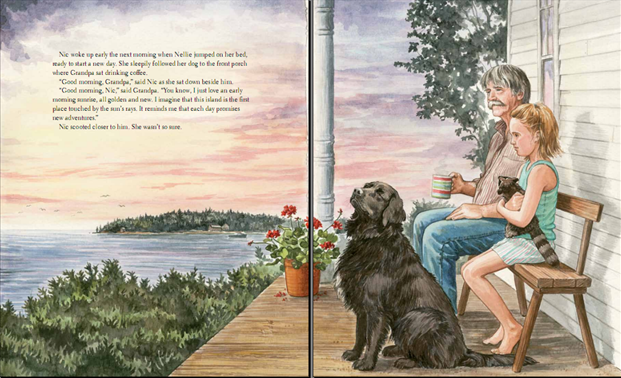 Nic woke up early the next morning when Nellie jumped on her bed,
ready to start a new day. She sleepily followed her dog to the front porch
where Grandpa sat drinking coffee.
"Good morning, Grandpa," said Nic as she sat down beside him.
"Good morning, Nic," said Grandpa. "You know, I just love an early
morning sunrise, all golden and new. I imagine that this island is the first
place touched by the sun's rays. It reminds me that each day promises
new adventures."
Nic scooted closer to him. She wasn't so sure.